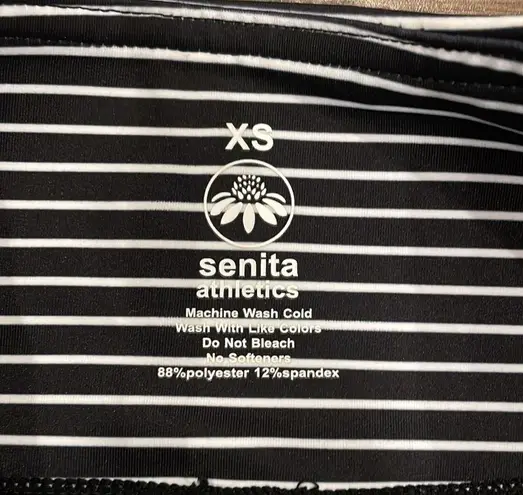 XS
senita
athletics
Machine Wash Cold
Wash With Like Colors
Do Not Bleach
No Softeners
88%polyester 12%spandex